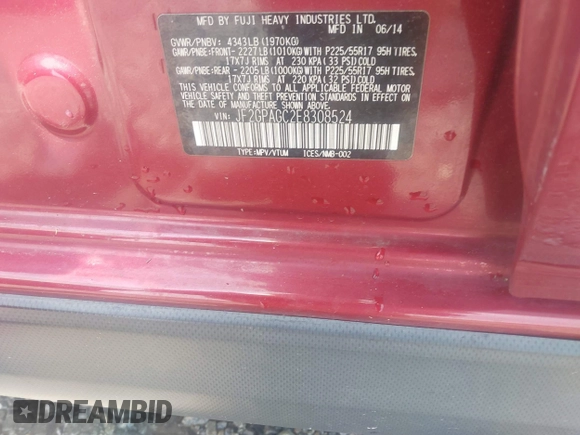 MFD BY FUJI HEAVY INDUSTRIES LTD.
MFD IN 06/14
GVWR/PNBV: 4343LB(1970KG)
GAWR/PNBE:FRONT- 2227LB(1010KG)WITH P225/55R17 95H TIRES,
17X7J RIMS AT 230 KPA(33 PSI)COLD
GAWR/PNBE:REAR - 2205LB(1000KG)WITH P225/55R17 95H TIRES,
17X7J RIMS AT 220 KPA(32 PSI)COLD
THIS VEHICLE CONFORMS TO ALL APPLICABLE FEDERAL MOTOR
VEHICLE SAFETY AND THEFT PREVENTION STANDARDS IN EFFECT
ON THE DATE OF MANUFACTURE SHOWN ABOVE.
VIN: JF2GPAGC2E8308524
TYPE:MPV/VTUM ICES/NMB-002
DREAMBID